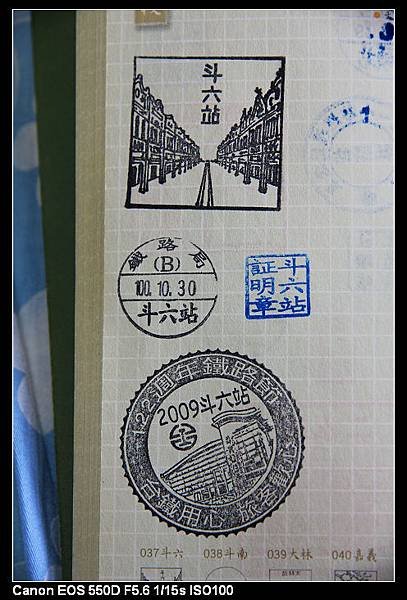 斗六站
鐵路局
(B)
100.10.30
斗六站
斗六站
証明章
122週年 鐵路節
2009斗六站
台鐵用心 旅客開心
037斗六 038斗南 039大林 040嘉義
Canon EOS 550D F5.6 1/15s ISO100